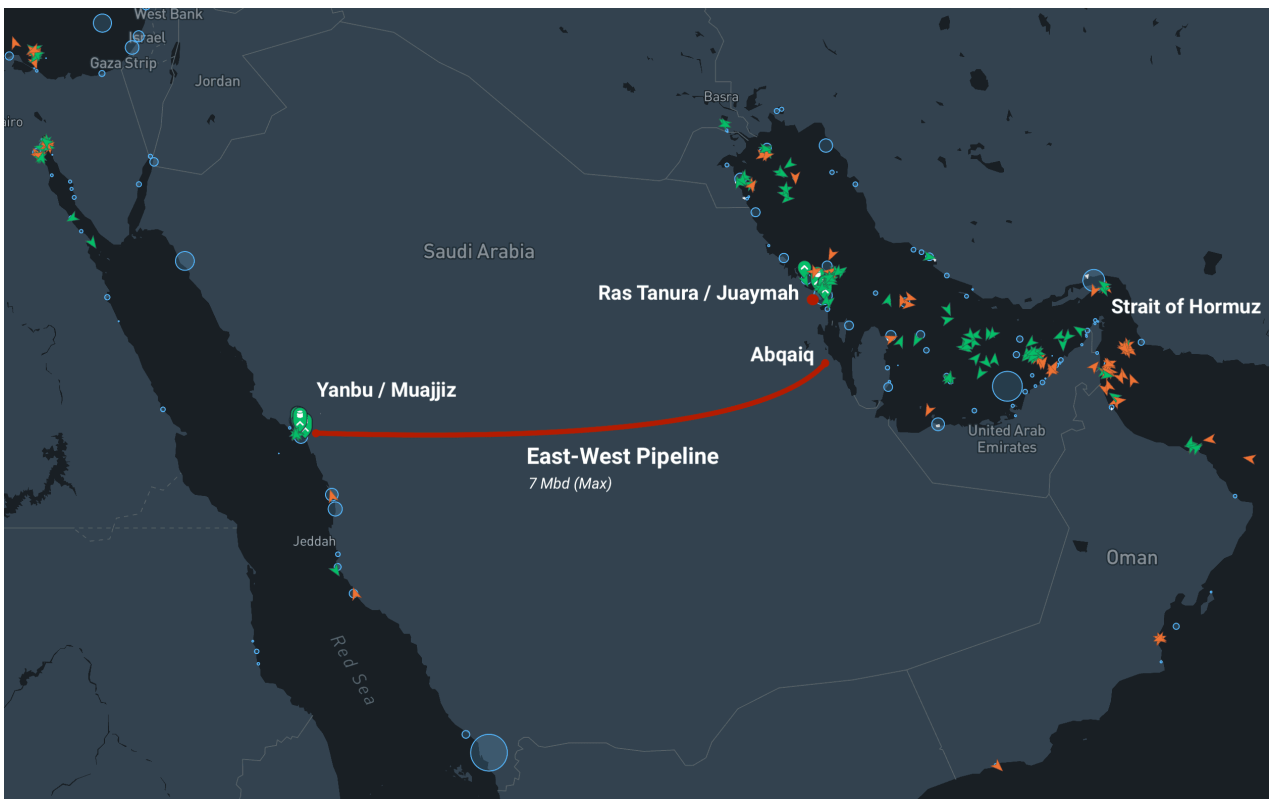 West Bank
Israel
Gaza Strip
Jordan
Basra
airo
Saudi Arabia
Ras Tanura / Juaymah
Strait of Hormuz
Abqaiq
Yanbu / Muajjiz
East-West Pipeline
7 Mbd (Max)
United Arab
Emirates
Jeddah
Oman
Red Sea